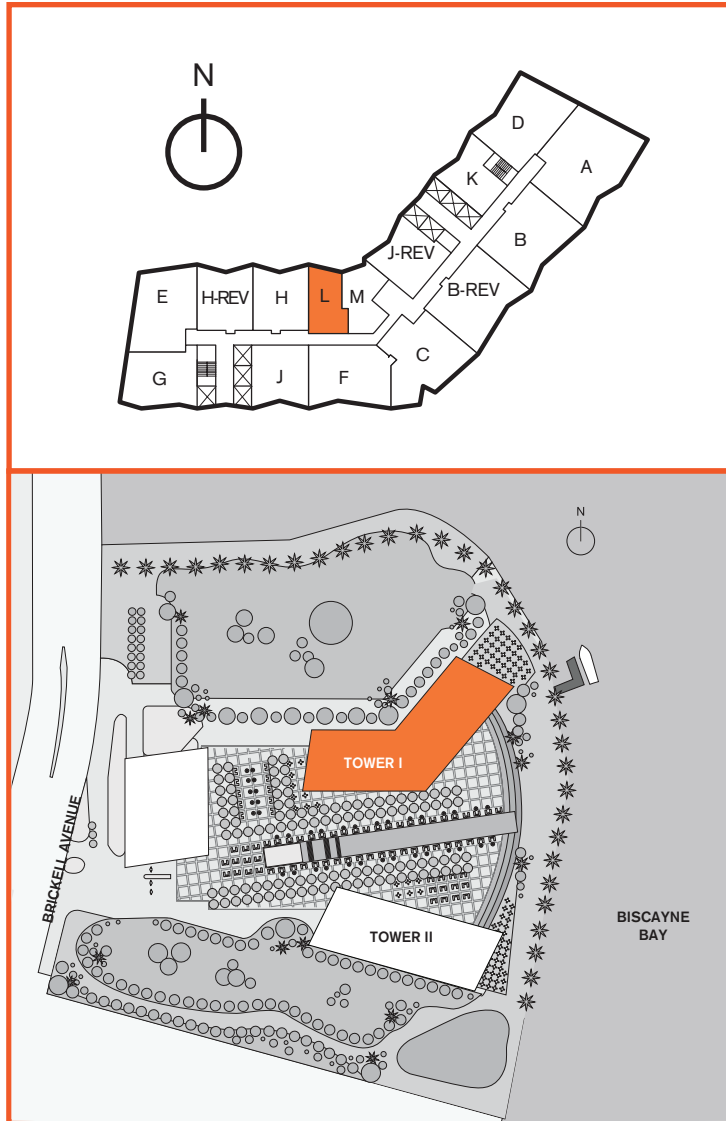 N
D
A
K
B
J-REV
B-REV
E
H-REV
H
L
M
C
G
J
F
N
TOWER I
BRICKELL AVENUE
TOWER II
BISCAYNE
BAY